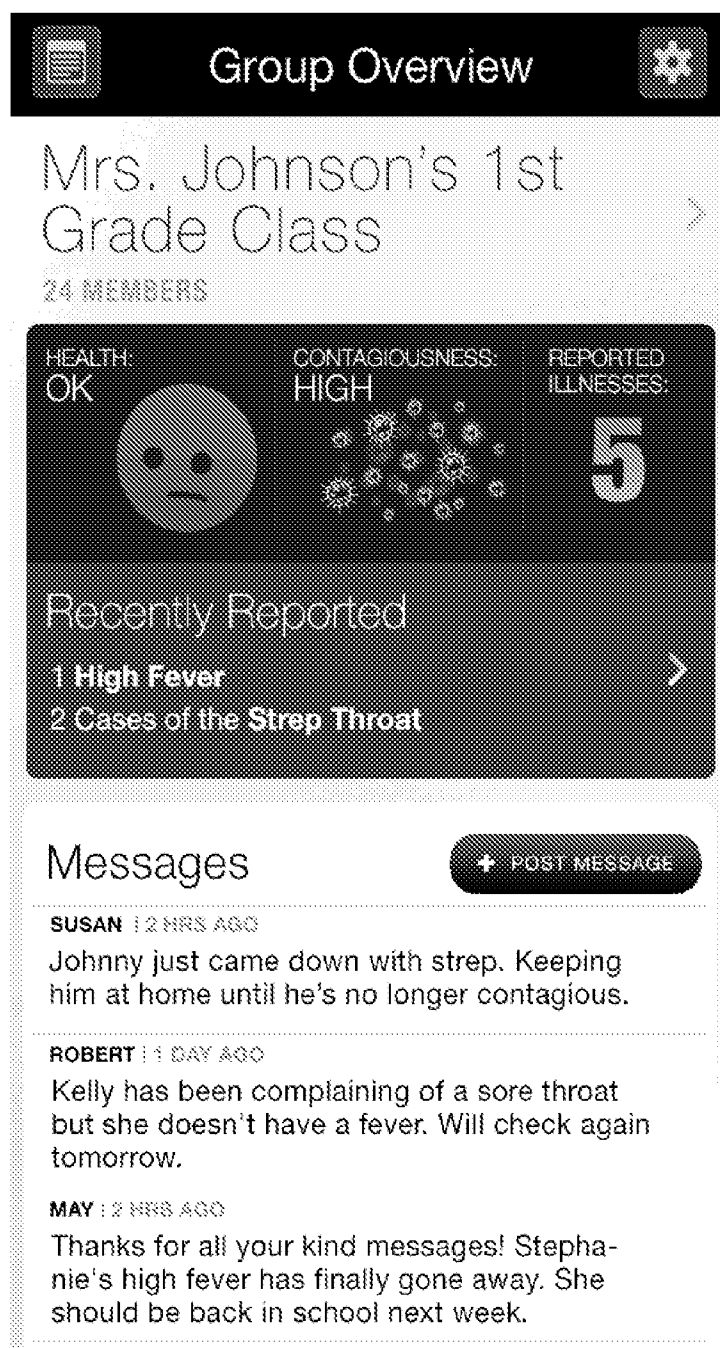 Group Overview
Mrs. Johnson's 1st
Grade Class
24 MEMBERS
HEALTH:
OK
CONTAGIOUSNESS:
HIGH
REPORTED
ILLNESSES:
5
Recently Reported
1 High Fever
2 Cases of the Strep Throat
Messages
+ POST MESSAGE
SUSAN | 2 HRS AGO
Johnny just came down with strep. Keeping
him at home until he's no longer contagious.
ROBERT | 1 DAY AGO
Kelly has been complaining of a sore throat
but she doesn't have a fever. Will check again
tomorrow.
MAY | 2 HRS AGO
Thanks for all your kind messages! Stepha-
nie's high fever has finally gone away. She
should be back in school next week.